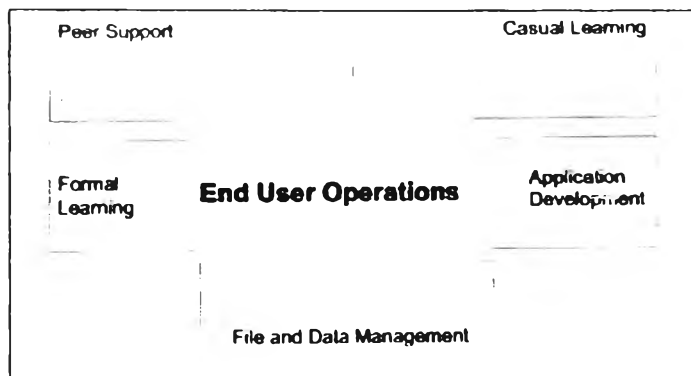 Peer Support
Casual Learning
Formal
Learning
End User Operations
Application
Development
File and Data Management